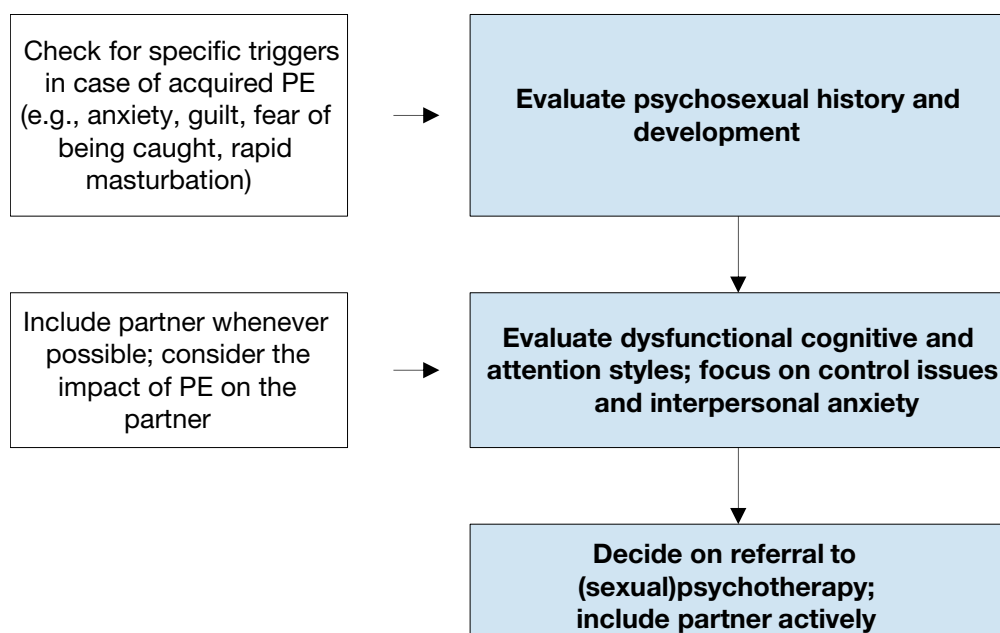 Check for specific triggers
in case of acquired PE
(e.g., anxiety, guilt, fear of
being caught, rapid
masturbation)
Evaluate psychosexual history and
development
Include partner whenever
possible; consider the
impact of PE on the
partner
Evaluate dysfunctional cognitive and
attention styles; focus on control issues
and interpersonal anxiety
Decide on referral to
(sexual)psychotherapy;
include partner actively